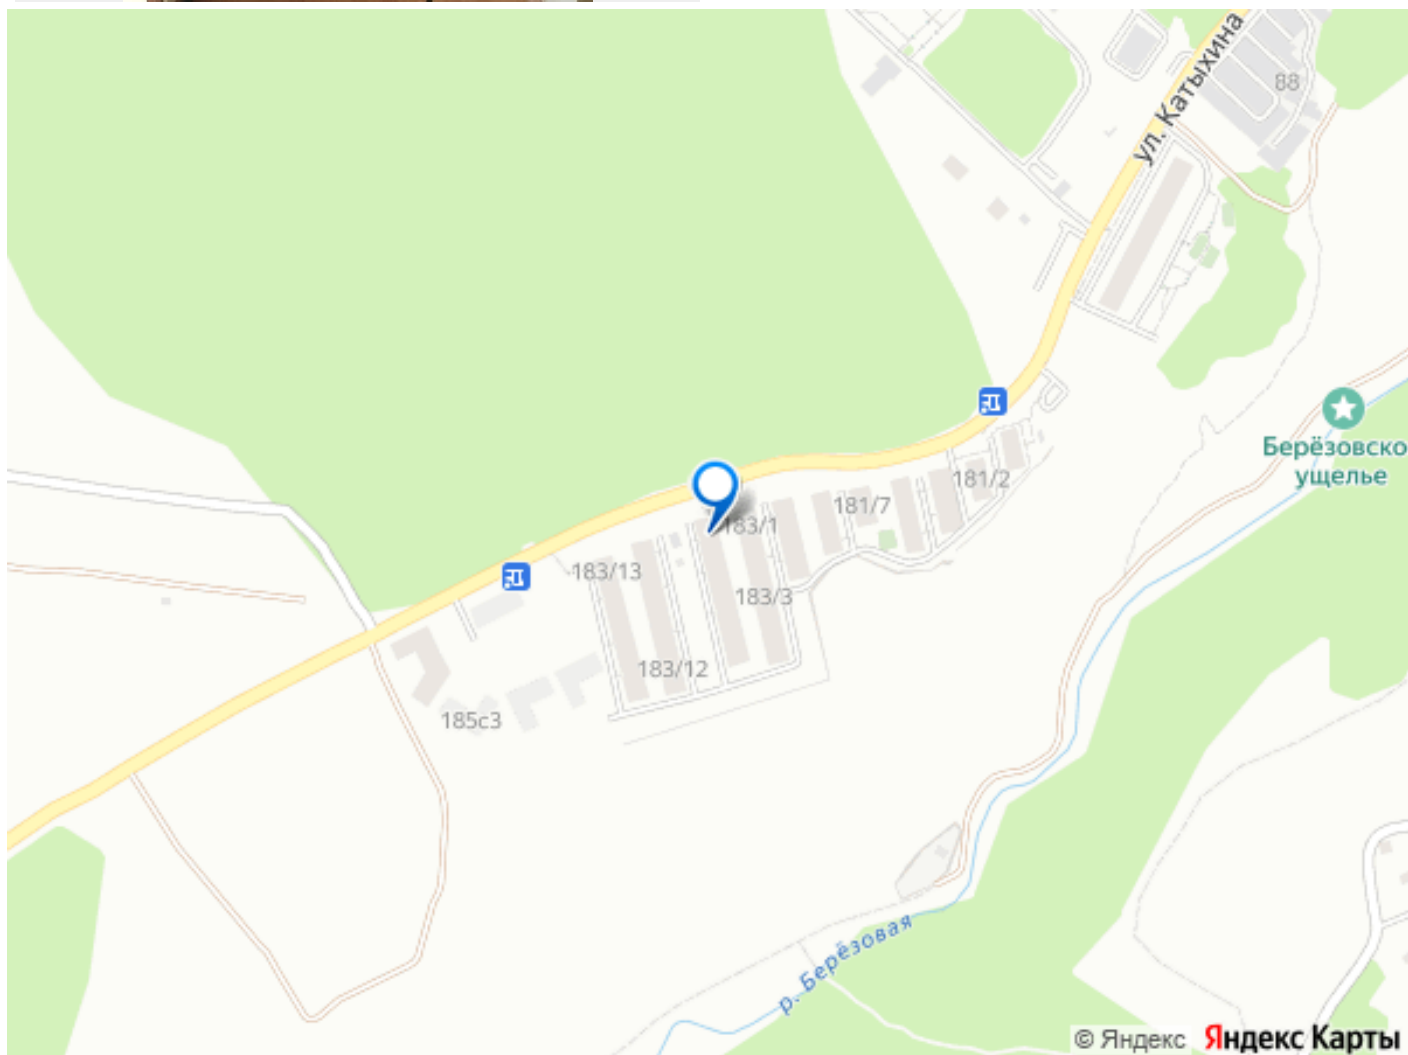 ул. Катыхина
88
Берёзовско
ущелье
181/2
181/7
183/1
183/13
183/3
183/12
185с3
р. Берёзовая
© Яндекс Яндекс Карты